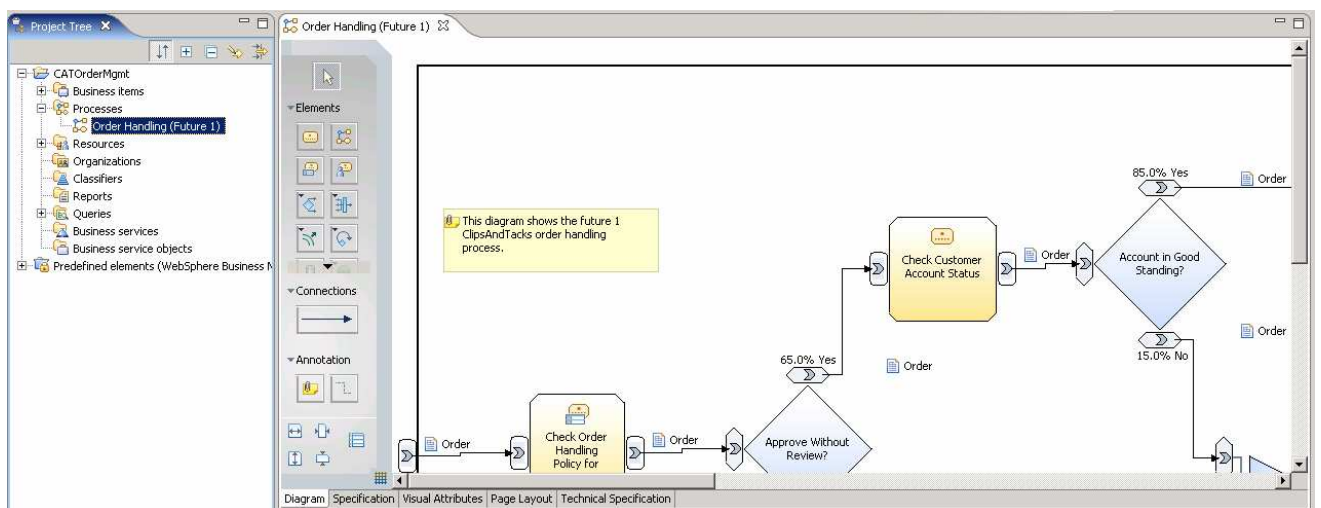 Project Tree
CATOrderMgmt
Business items
Processes
Order Handling (Future 1)
Resources
Organizations
Classifiers
Reports
Queries
Business services
Business service objects
Predefined elements (WebSphere Business
Order Handling (Future 1)
Elements
Connections
Annotation
This diagram shows the future 1
ClipsAndTacks order handling
process.
Order
Check Order
Handling
Policy for
Order
65.0% Yes
Approve Without
Review?
Order
Check Customer
Account Status
Order
85.0% Yes
Order
Account in Good
Standing?
15.0% No
Order
Diagram
Specification
Visual Attributes
Page Layout
Technical Specification